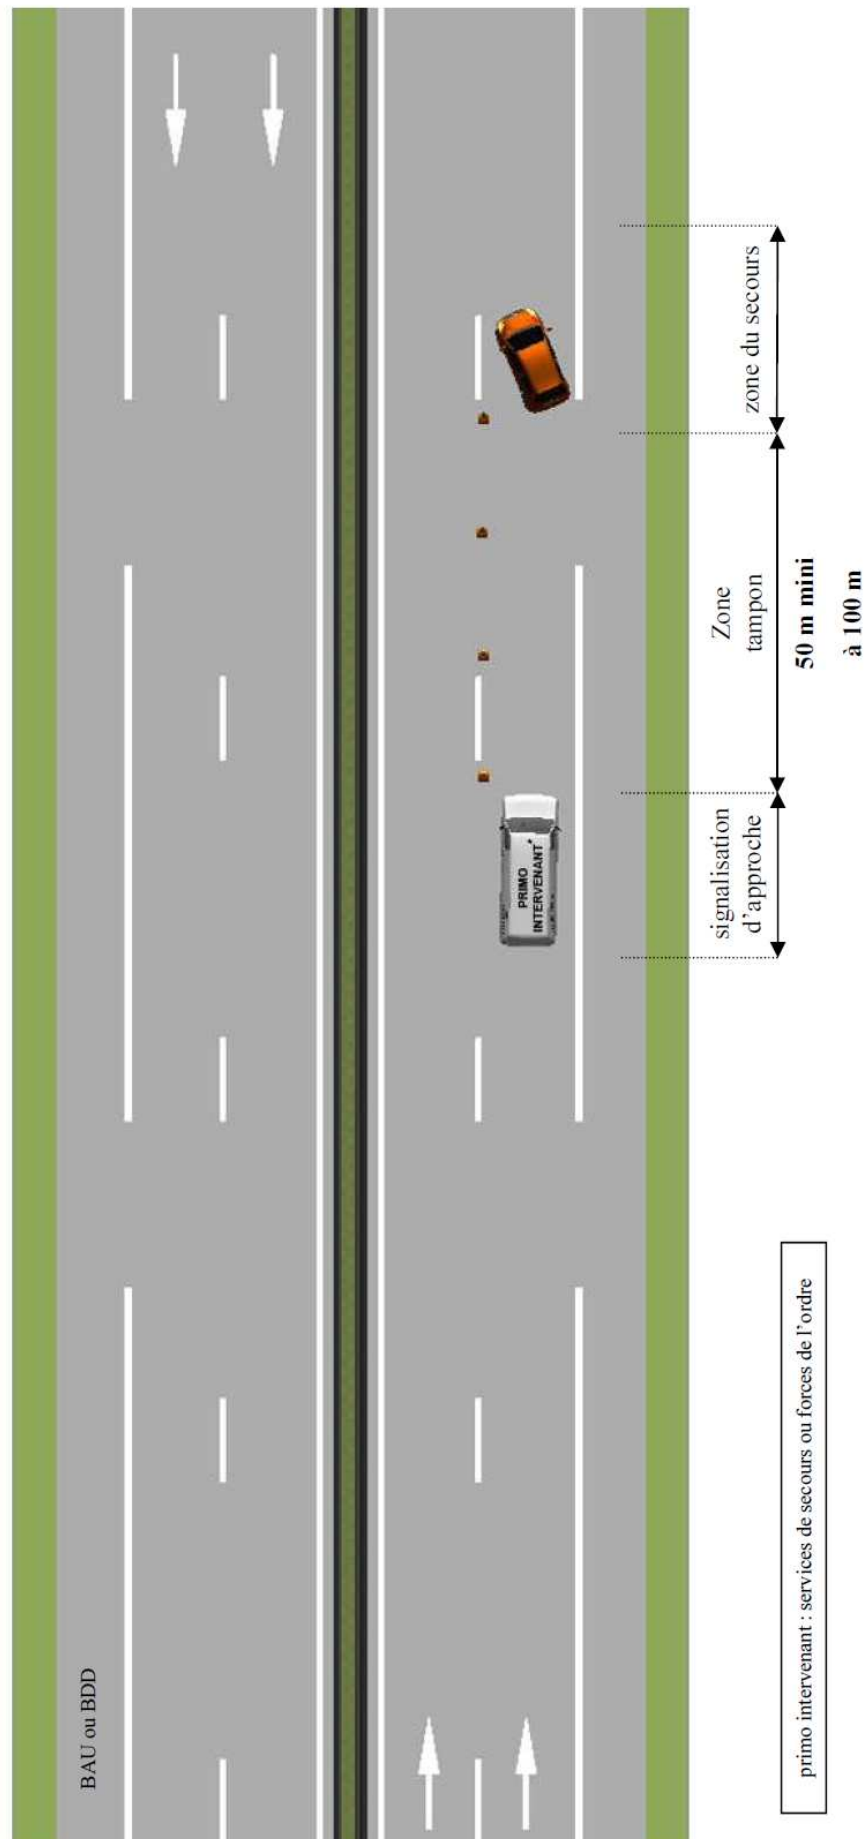 BAU ou BDD
PRIMO
INTERVENANT*
signalisation
d’approche
Zone
tampon
50 m mini
à 100 m
zone du secours
primo intervenant : services de secours ou forces de l’ordre